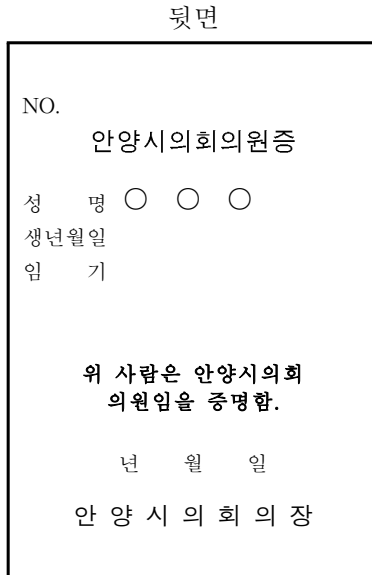 뒷면
NO.
안양시의회의원증
성 명 ○ ○ ○
생년월일
임 기
위 사람은 안양시의회
의원임을 증명함.
년 월 일
안 양 시 의 회 의 장